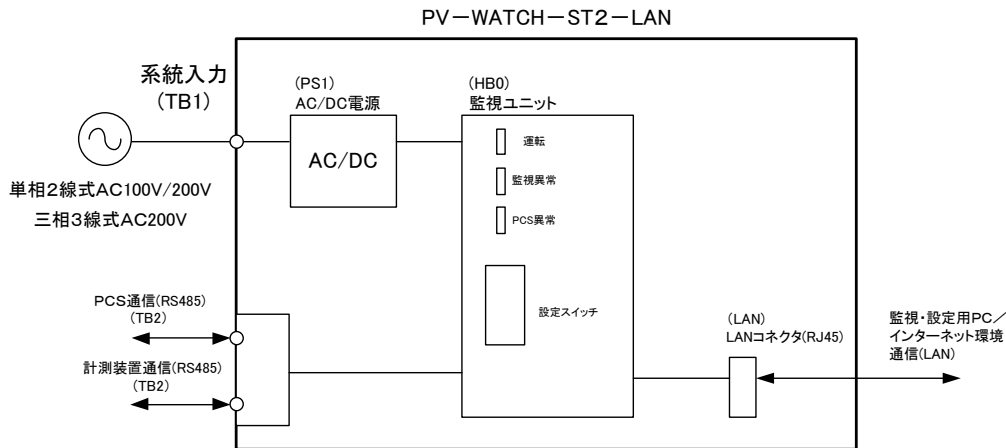 PV－WATCH－ST2－LAN
系統入力
(TB1)
(PS1)
AC/DC電源
(HB0)
監視ユニット
AC/DC
運転
監視異常
PCS異常
単相2線式AC100V/200V
三相3線式AC200V
設定スイッチ
PCS通信(RS485)
(TB2)
計測装置通信(RS485)
(TB2)
(LAN)
LANコネクタ(RJ45)
監視・設定用PC／
インターネット環境
通信(LAN)